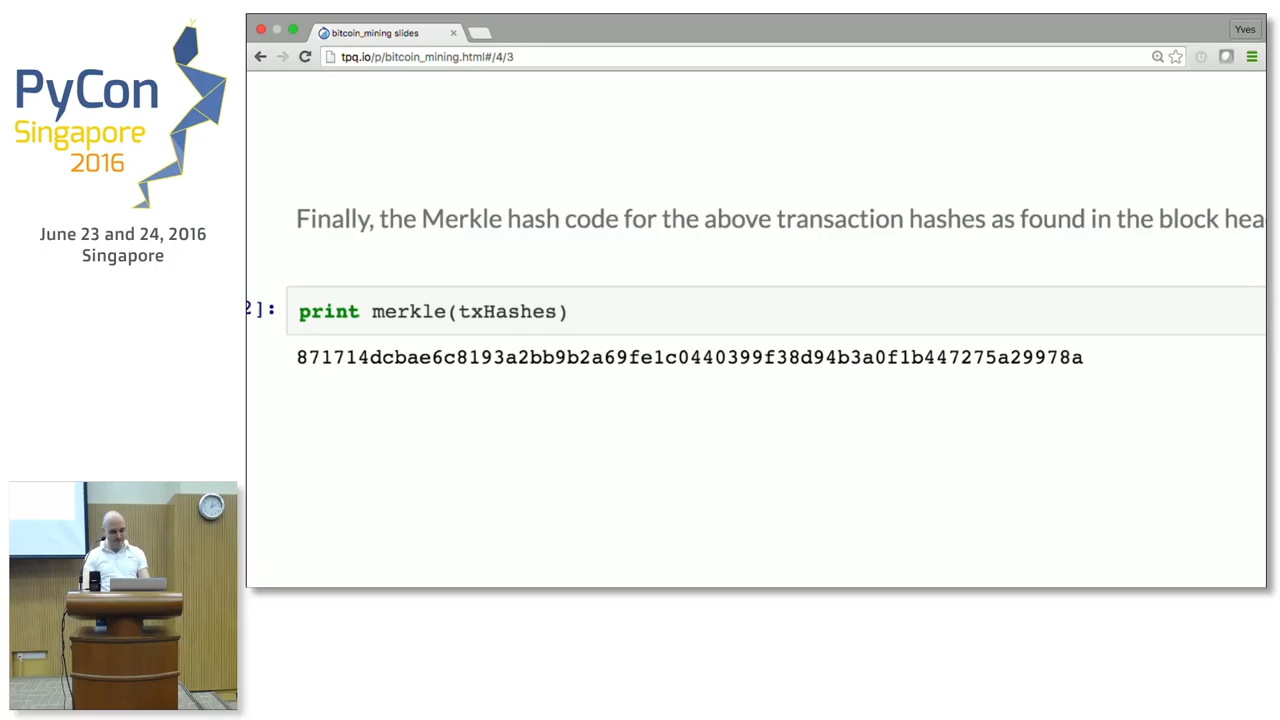 PyCon
Singapore
2016
June 23 and 24, 2016
Singapore
bitcoin_mining slides
Yves
tpq.io/p/bitcoin_mining.html#/4/3
Finally, the Merkle hash code for the above transaction hashes as found in the block hea
2]:
print merkle(txHashes)
871714dcbae6c8193a2bb9b2a69fe1c0440399f38d94b3a0f1b447275a29978a